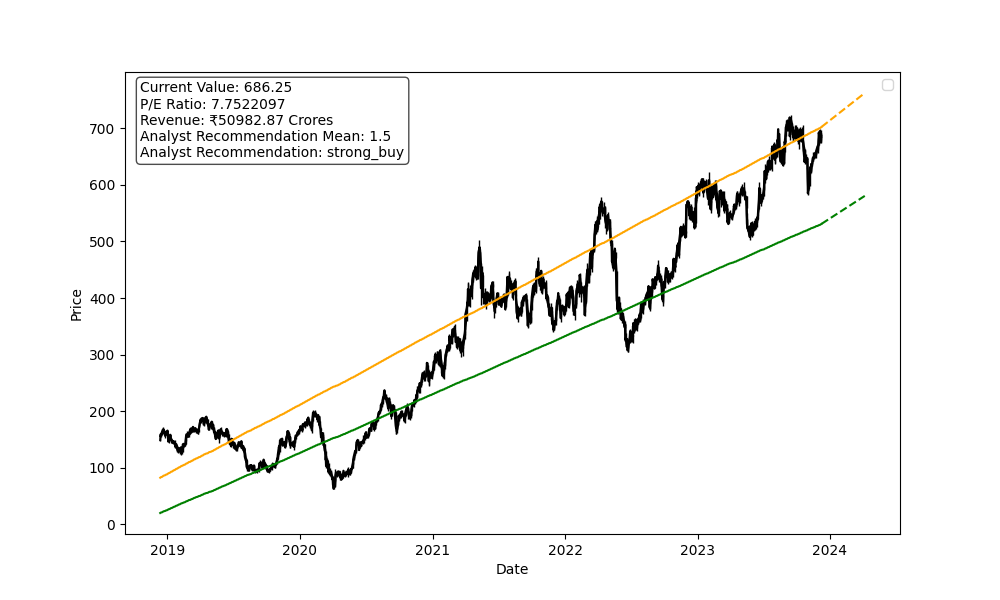 Current Value: 686.25
P/E Ratio: 7.7522097
Revenue: ₹50982.87 Crores
Analyst Recommendation Mean: 1.5
Analyst Recommendation: strong_buy
700
600
500
400
300
200
100
0
Price
2019 2020 2021 2022 2023 2024
Date